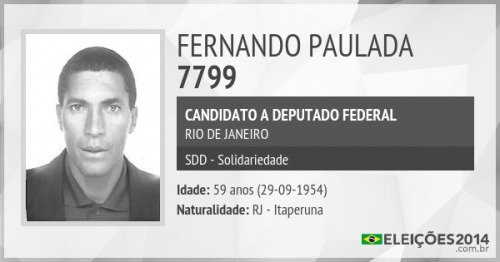 FERNANDO PAULADA
7799
CANDIDATO A DEPUTADO FEDERAL
RIO DE JANEIRO
SDD - Solidariedade
Idade: 59 anos (29-09-1954)
Naturalidade: RJ - Itaperuna
ELEIÇÕES2014
.com.br